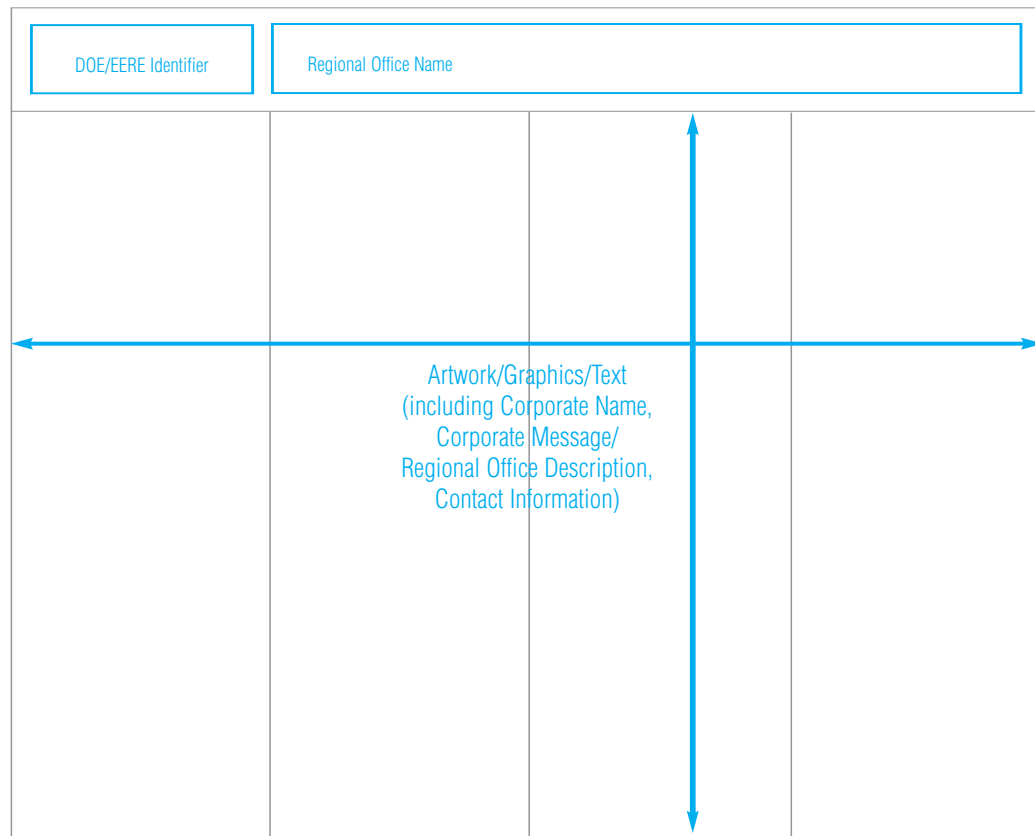 DOE/EERE Identifier
Regional Office Name
Artwork/Graphics/Text
(including Corporate Name,
Corporate Message/
Regional Office Description,
Contact Information)